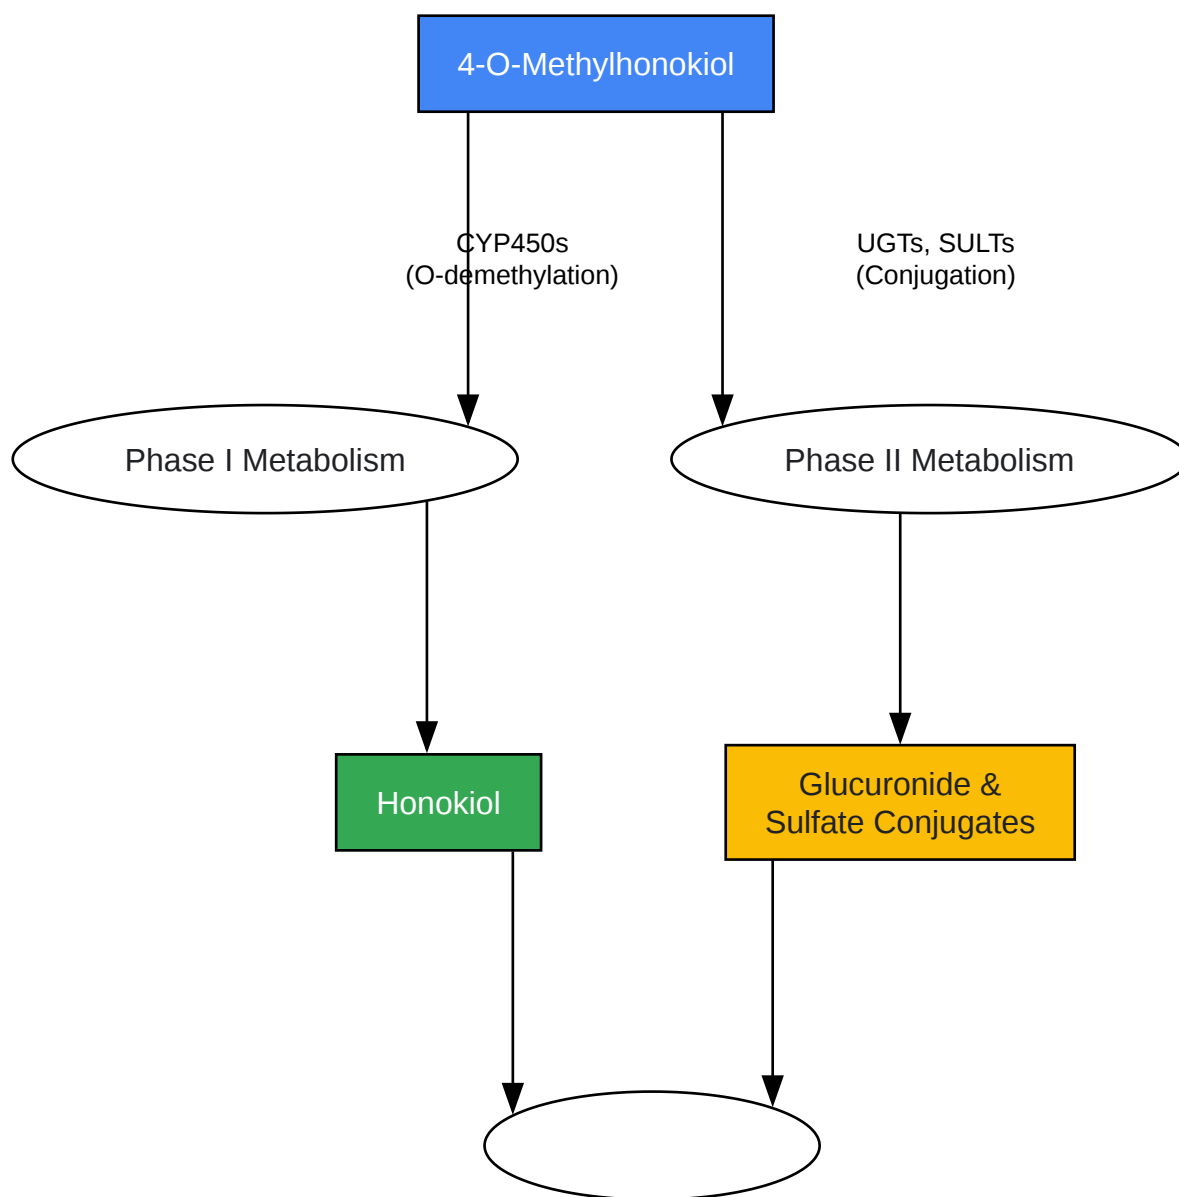 4-O-Methylhonokiol
CYP450s
(O-demethylation)
UGTs, SULTs
(Conjugation)
Phase I Metabolism
Phase II Metabolism
Honokiol
Glucuronide &
Sulfate Conjugates